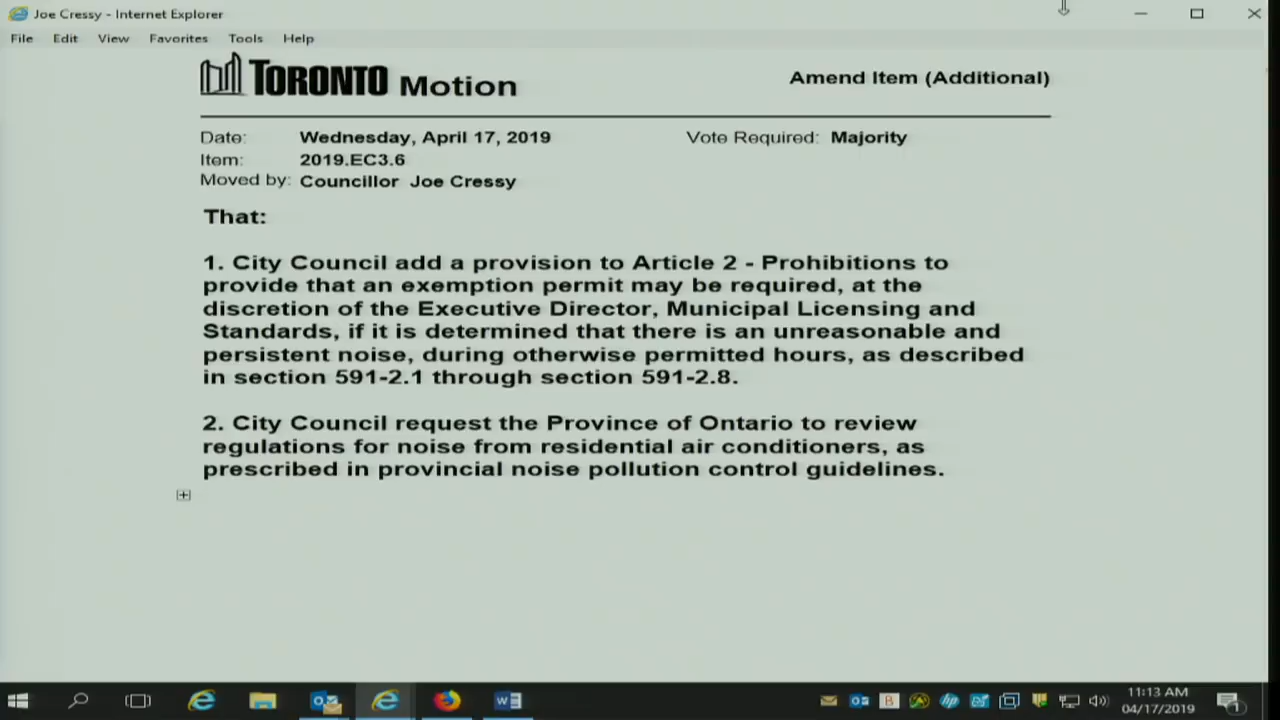 Joe Cressy - Internet Explorer
File Edit View Favorites Tools Help
TORONTO Motion
Amend Item (Additional)
Date: Wednesday, April 17, 2019
Vote Required: Majority
Item: 2019.EC3.6
Moved by: Councillor Joe Cressy
That:
1. City Council add a provision to Article 2 - Prohibitions to
provide that an exemption permit may be required, at the
discretion of the Executive Director, Municipal Licensing and
Standards, if it is determined that there is an unreasonable and
persistent noise, during otherwise permitted hours, as described
in section 591-2.1 through section 591-2.8.
2. City Council request the Province of Ontario to review
regulations for noise from residential air conditioners, as
prescribed in provincial noise pollution control guidelines.
11:13 AM
04/17/2019